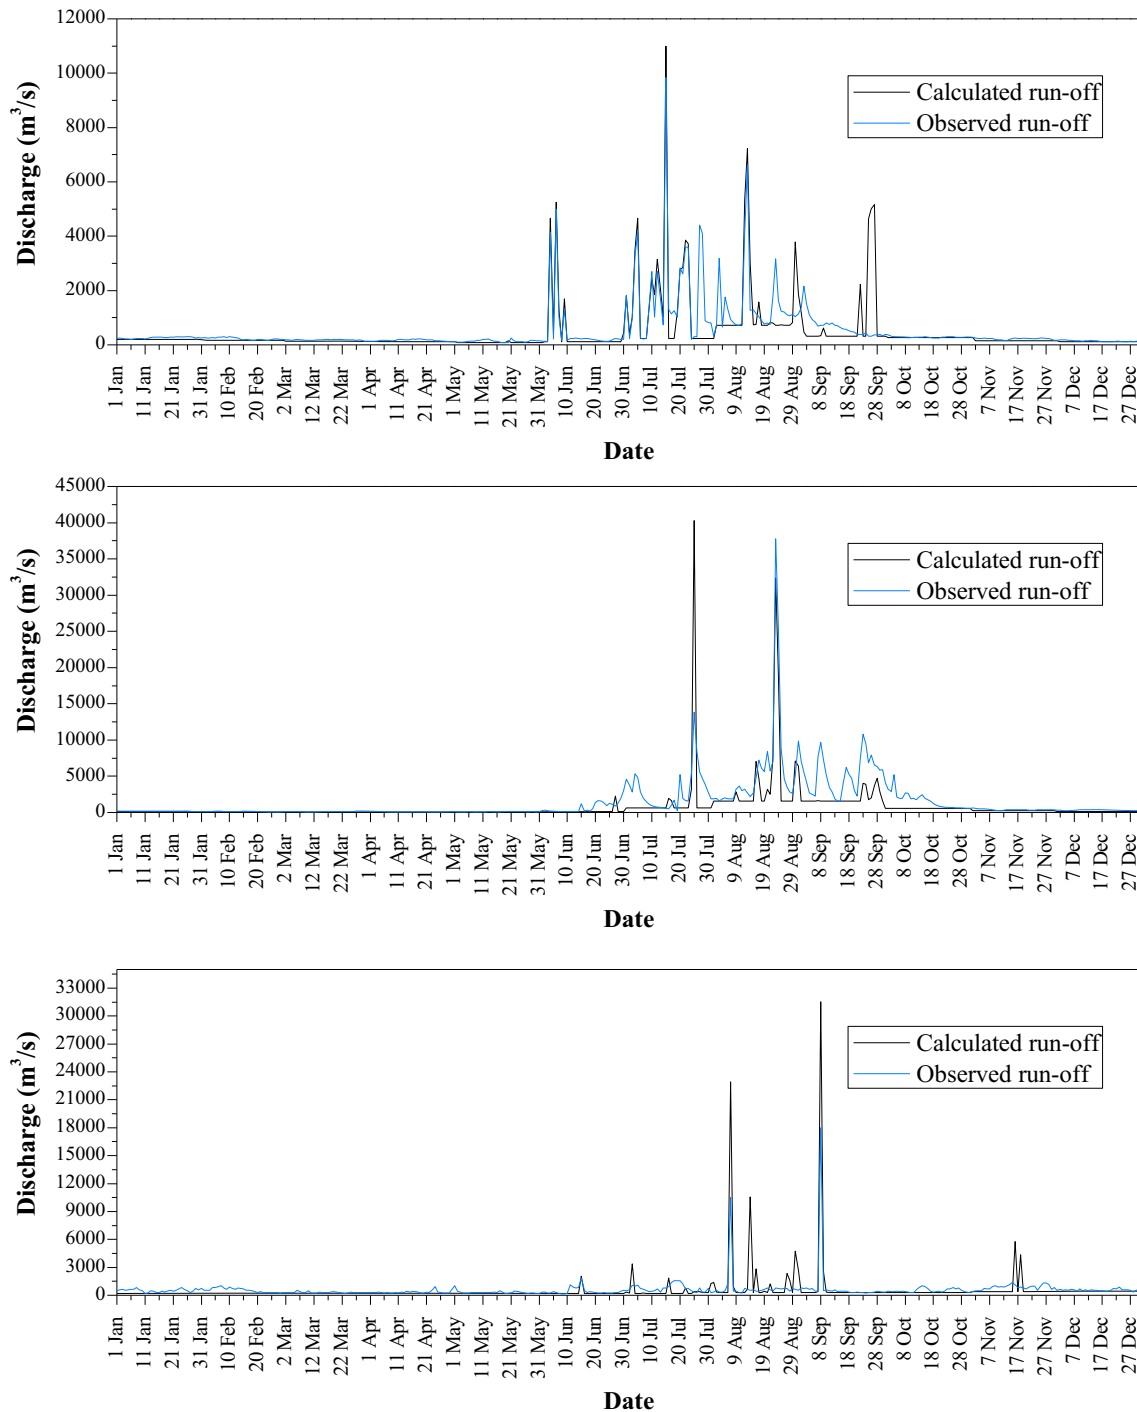 12000
10000
8000
6000
4000
2000
0
Discharge (m³/s)
Calculated run-off
Observed run-off
1 Jan
11 Jan
21 Jan
31 Jan
10 Feb
20 Feb
2 Mar
12 Mar
22 Mar
1 Apr
11 Apr
21 Apr
1 May
11 May
21 May
31 May
10 Jun
20 Jun
30 Jun
10 Jul
20 Jul
30 Jul
9 Aug
19 Aug
29 Aug
8 Sep
18 Sep
28 Sep
8 Oct
18 Oct
28 Oct
7 Nov
17 Nov
27 Nov
7 Dec
17 Dec
27 Dec
Date
45000
40000
35000
30000
25000
20000
15000
10000
5000
0
Discharge (m³/s)
Calculated run-off
Observed run-off
1 Jan
11 Jan
21 Jan
31 Jan
10 Feb
20 Feb
2 Mar
12 Mar
22 Mar
1 Apr
11 Apr
21 Apr
1 May
11 May
21 May
31 May
10 Jun
20 Jun
30 Jun
10 Jul
20 Jul
30 Jul
9 Aug
19 Aug
29 Aug
8 Sep
18 Sep
28 Sep
8 Oct
18 Oct
28 Oct
7 Nov
17 Nov
27 Nov
7 Dec
17 Dec
27 Dec
Date
33000
30000
27000
24000
21000
18000
15000
12000
9000
6000
3000
0
Discharge (m³/s)
Calculated run-off
Observed run-off
1 Jan
11 Jan
21 Jan
31 Jan
10 Feb
20 Feb
2 Mar
12 Mar
22 Mar
1 Apr
11 Apr
21 Apr
1 May
11 May
21 May
31 May
10 Jun
20 Jun
30 Jun
10 Jul
20 Jul
30 Jul
9 Aug
19 Aug
29 Aug
8 Sep
18 Sep
28 Sep
8 Oct
18 Oct
28 Oct
7 Nov
17 Nov
27 Nov
7 Dec
17 Dec
27 Dec
Date